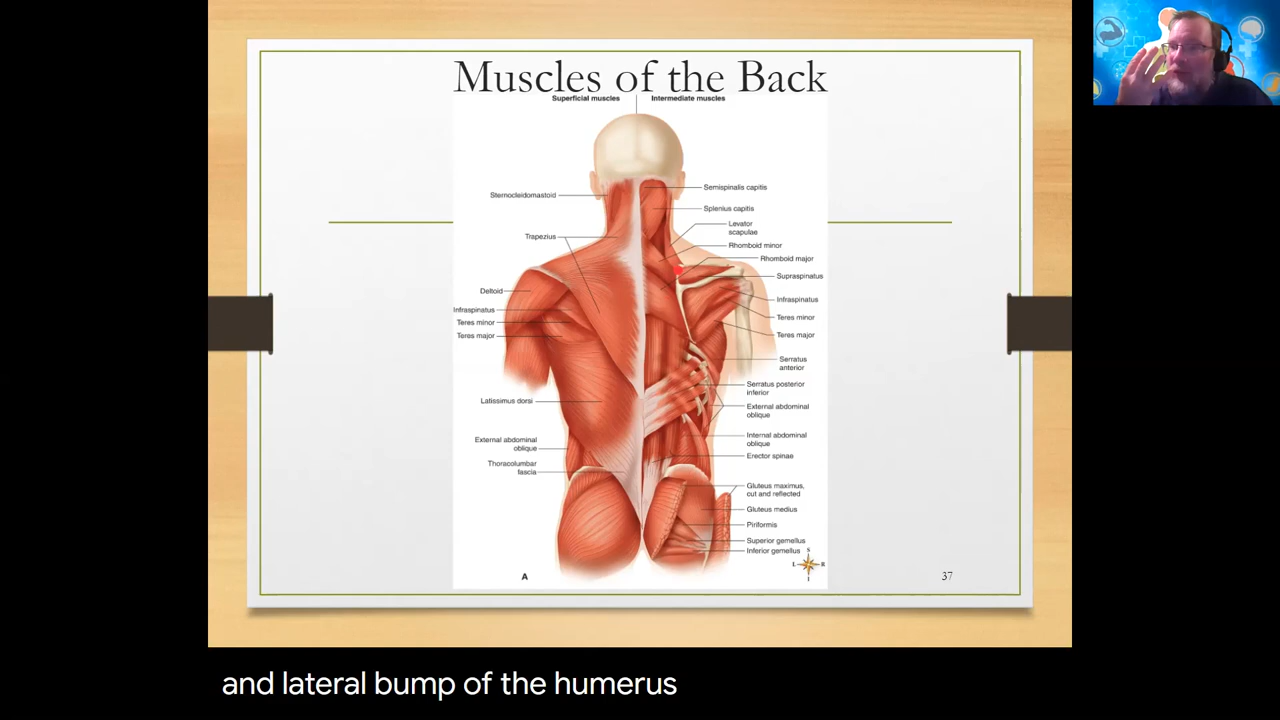 Muscles of the Back
Superficial muscles
Intermediate muscles
Sternocleidomastoid
Trapezius
Deltoid
Infraspinatus
Teres minor
Teres major
Latissimus dorsi
External abdominal
oblique
Thoracolumbar
fascia
Semispinalis capitis
Splenius capitis
Levator
scapulae
Rhomboid minor
Rhomboid major
Supraspinatus
Infraspinatus
Teres minor
Teres major
Serratus
anterior
Serratus posterior
inferior
External abdominal
oblique
Internal abdominal
oblique
Erector spinae
Gluteus maximus,
cut and reflected
Gluteus medius
Piriformis
Superior gemellus
Inferior gemellus
S
L R
I
A
37
and lateral bump of the humerus